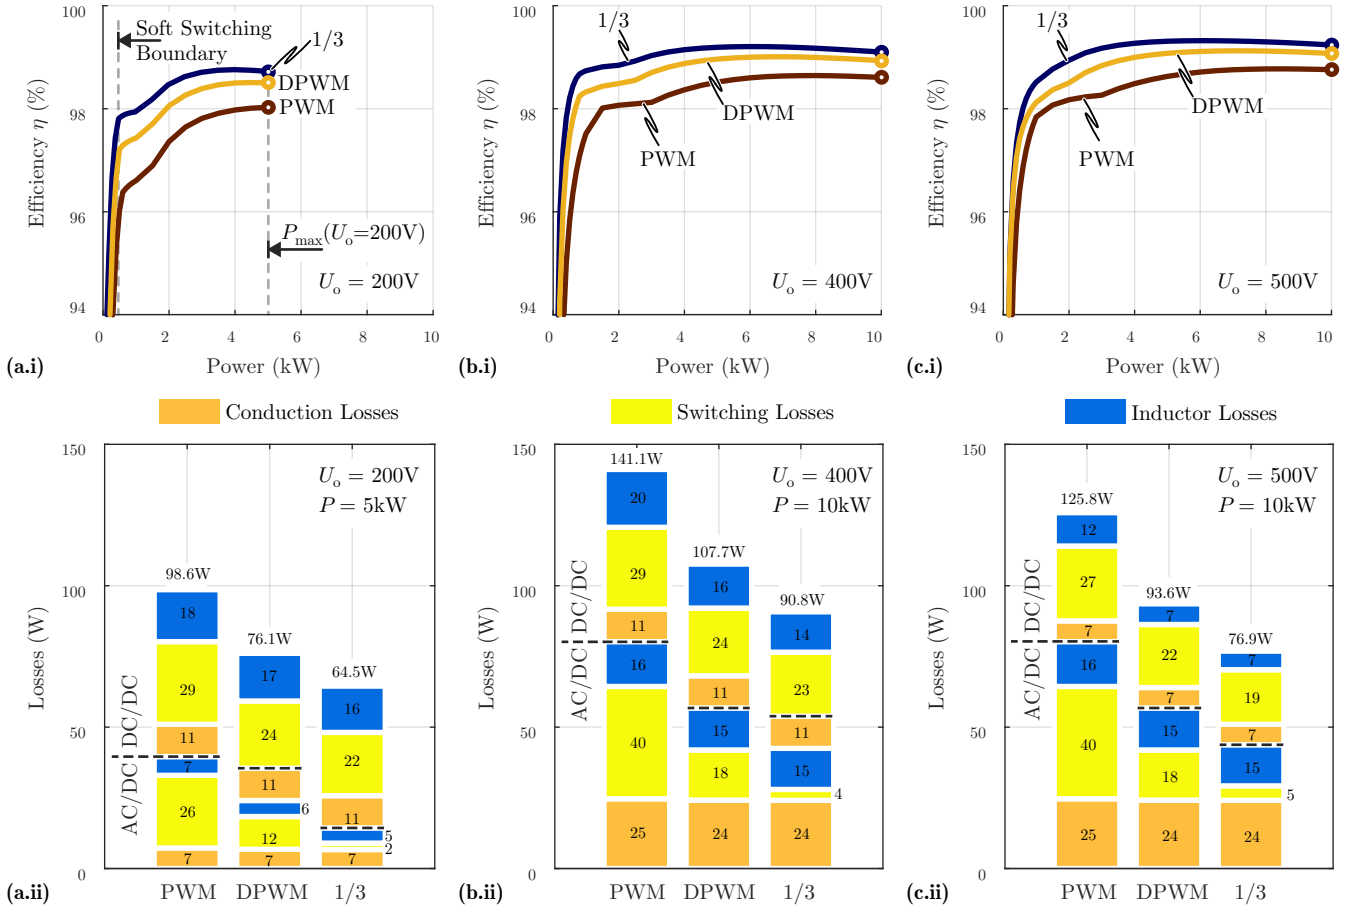 100
98
96
94
Efficiency η (%)
0 2 4 6 8 10
Power (kW)
Soft Switching
Boundary
1/3
DPWM
PWM
Pmax(Uo=200V)
Uo = 200V
(a.i)
100
98
96
94
Efficiency η (%)
0 2 4 6 8 10
Power (kW)
1/3
DPWM
PWM
Uo = 400V
(b.i)
100
98
96
94
Efficiency η (%)
0 2 4 6 8 10
Power (kW)
1/3
DPWM
PWM
Uo = 500V
(c.i)
Conduction Losses
Switching Losses
Inductor Losses
150
100
50
0
Losses (W)
Uo = 200V
P = 5kW
AC/DC DC/DC
98.6W
18
29
11
7
26
7
76.1W
17
24
11
6
12
7
64.5W
16
22
11
5
2
7
PWM DPWM 1/3
(a.ii)
150
100
50
0
Losses (W)
Uo = 400V
P = 10kW
AC/DC DC/DC
141.1W
20
29
11
16
40
25
107.7W
16
24
11
15
18
24
90.8W
14
23
11
15
4
24
PWM DPWM 1/3
(b.ii)
150
100
50
0
Losses (W)
Uo = 500V
P = 10kW
AC/DC DC/DC
125.8W
12
27
7
16
40
25
93.6W
7
22
7
15
18
24
76.9W
7
19
7
15
5
24
PWM DPWM 1/3
(c.ii)